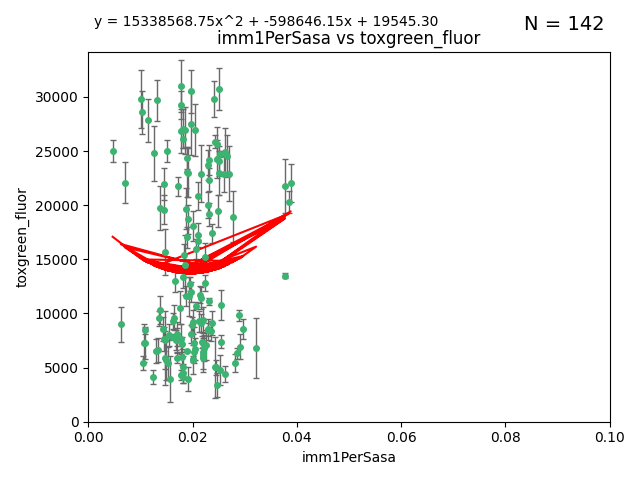 y = 15338568.75x^2 + -598646.15x + 19545.30
N = 142
imm1PerSasa vs toxgreen_fluor
toxgreen_fluor
30000
25000
20000
15000
10000
5000
0
0.00 0.02 0.04 0.06 0.08 0.10
imm1PerSasa